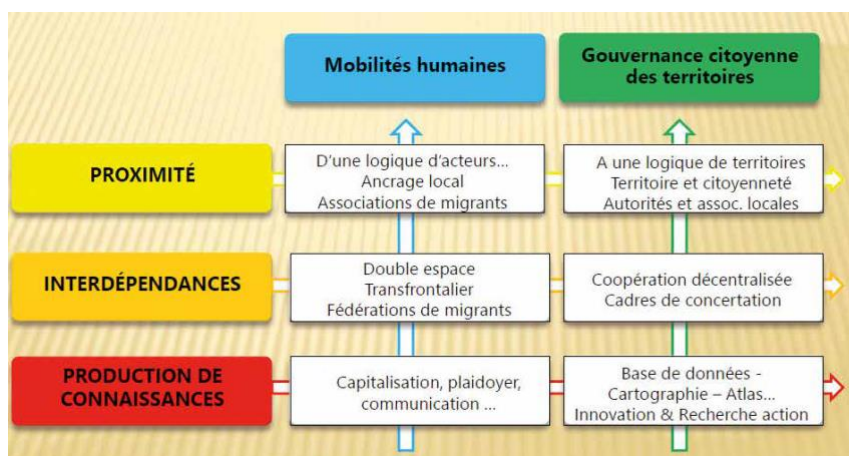 Mobilités humaines
Gouvernance citoyenne
des territoires
PROXIMITÉ
D'une logique d'acteurs...
Ancrage local
Associations de migrants
A une logique de territoires
Territoire et citoyenneté
Autorités et assoc. locales
INTERDÉPENDANCES
Double espace
Transfrontalier
Fédérations de migrants
Coopération décentralisée
Cadres de concertation
PRODUCTION DE
CONNAISSANCES
Capitalisation, plaidoyer,
communication ...
Base de données -
Cartographie – Atlas...
Innovation & Recherche action